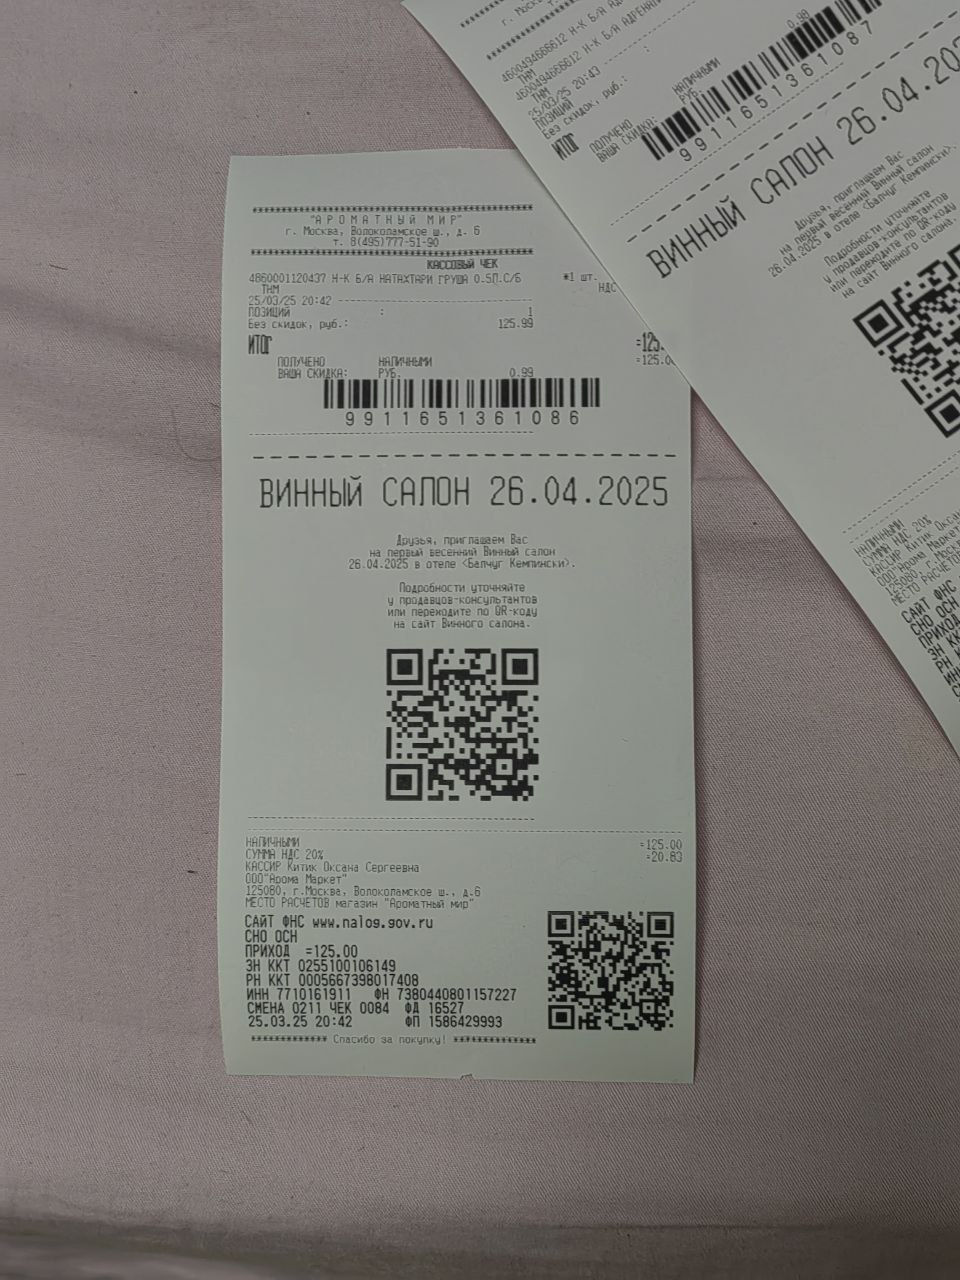 "АРОМАТНЫЙ МИР"
г. Москва, Волоколамское ш., д. 6
т. 8(495)777-51-90
КАССОВЫЙ ЧЕК
4860001120437 Н-К Б/А НАТАХТАРИ ГРУША 0.5Л.С/Б *1 шт.
ТНМ НДС
25/03/25 20:42
ПОЗИЦИЙ : 1
Без скидок, руб.: 125.99
ИТОГ =125.
ПОЛУЧЕНО НАЛИЧНЫМИ =125.0
ВАША СКИДКА: РУБ. 0.99
9911651361086
ВИННЫЙ САЛОН 26.04.2025
Друзья, приглашаем Вас
на первый весенний Винный салон
26.04.2025 в отеле <Балчуг Кемпински>.
Подробности уточняйте
у продавцов-консультантов
или переходите по QR-коду
на сайт Винного салона.
НАЛИЧНЫМИ =125.00
СУММА НДС 20% =20.83
КАССИР Китик Оксана Сергеевна
ООО"Арома Маркет"
125080, г.Москва, Волоколамское ш., д.6
МЕСТО РАСЧЕТОВ магазин "Ароматный мир"
САЙТ ФНС www.nalog.gov.ru
СНО ОСН
ПРИХОД =125.00
ЗН ККТ 0255100106149
РН ККТ 0005667398017408
ИНН 7710161911 ФН 7380440801157227
СМЕНА 0211 ЧЕК 0084 ФД 16527
25.03.25 20:42 ФП 1586429993
************ Спасибо за покупку! *************
г. Москва
4600494666612 Н-К Б/А
ТНМ
4600494666612 Н-К Б/А АДРЕНАЛ
ТНМ
25/03/25 20:43
ПОЗИЦИЙ :
Без скидок, руб.:
ИТОГ
ПОЛУЧЕНО НАЛИЧНЫМИ
ВАША СКИДКА: РУБ. 0.98
9911651361087
ВИННЫЙ САЛОН 26.04.20
Друзья, приглашаем Вас
на первый весенний Винный салон
26.04.2025 в отеле <Балчуг Кемпински>.
Подробности уточняйте
у продавцов-консультантов
или переходите по QR-коду
на сайт Винного салона.
НАЛИЧНЫМИ
СУММА НДС 20%
КАССИР Китик Окса
ООО"Арома Маркет
125080, г.Моск
МЕСТО РАСЧЕТОВ
САЙТ ФНС
СНО ОСН
ПРИХОД
ЗН КК
РН К
ИНН